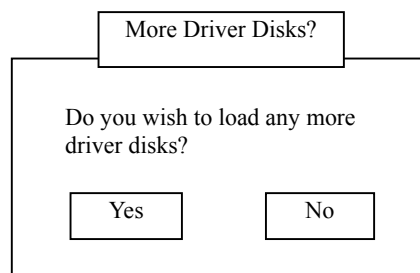 More Driver Disks?
Do you wish to load any more
driver disks?
Yes
No